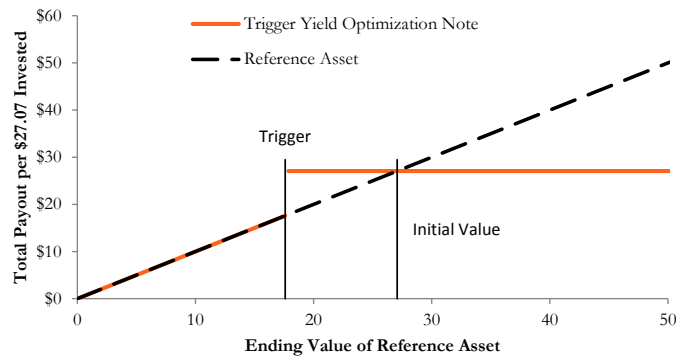 $60
Trigger Yield Optimization Note
Reference Asset
$50
$40
Trigger
$30
$20
Initial Value
$10
$0
0 10 20 30 40 50
Total Payout per $27.07 Invested
Ending Value of Reference Asset